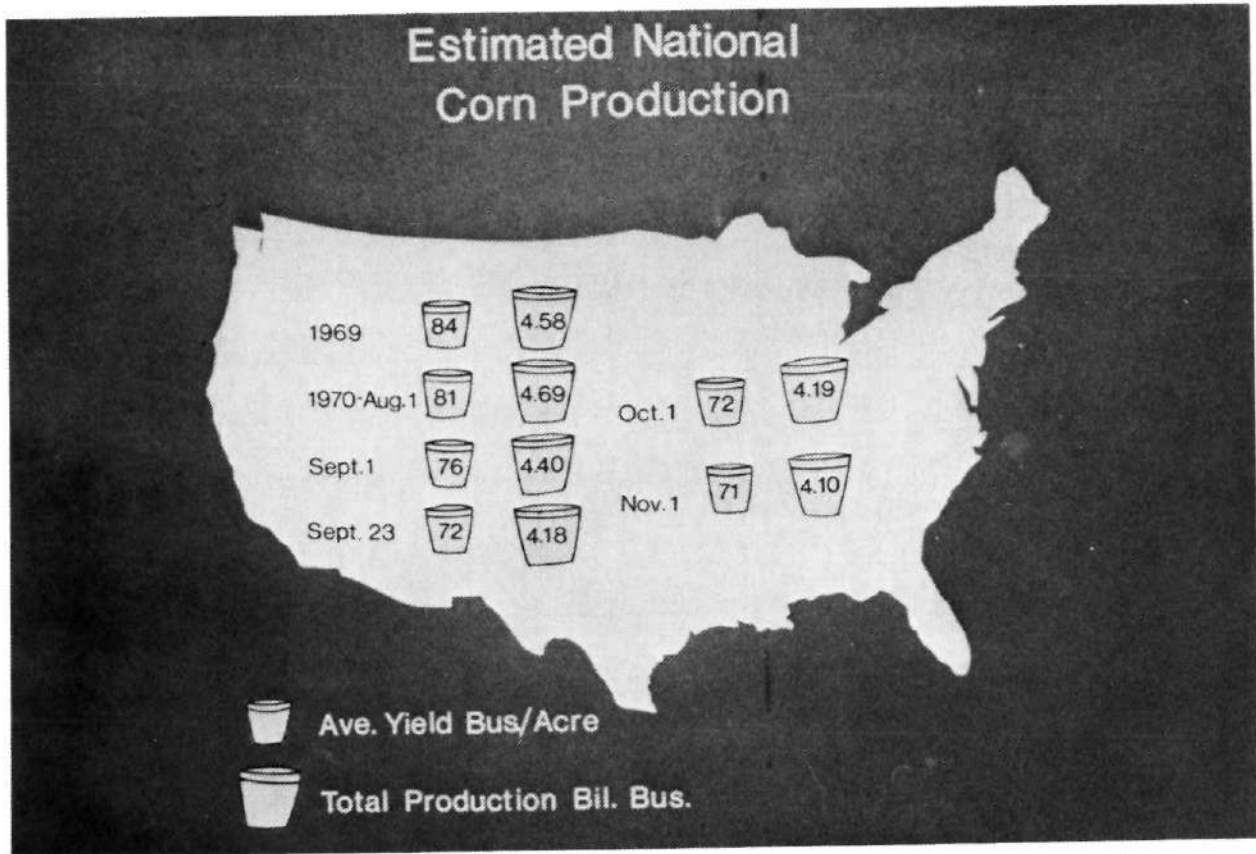 Estimated National
Corn Production
1969 84 4.58
1970-Aug.1 81 4.69
Sept.1 76 4.40
Sept. 23 72 4.18
Oct.1 72 4.19
Nov.1 71 4.10
Ave. Yield Bus/Acre
Total Production Bil. Bus.